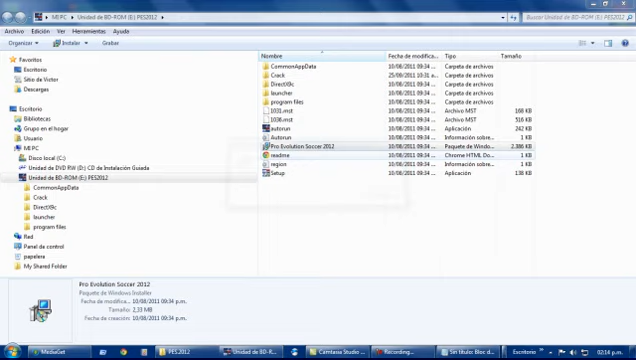 MI PC ▸ Unidad de BD-ROM (E:) PES2012 ▸
Buscar Unidad de BD-ROM (E:) PES2012
Archivo Edición Ver Herramientas Ayuda
Organizar ▾ Instalar ▾ Grabar
Favoritos
Escritorio
Sitio de Victor
Descargas
Escritorio
Bibliotecas
Grupo en el hogar
Usuario
MI PC
Disco local (C:)
Unidad de DVD RW (D:) CD de Instalación Guiada
Unidad de BD-ROM (E:) PES2012
CommonAppData
Crack
DirectX9c
launcher
program files
Red
Panel de control
papelera
My Shared Folder
Nombre Fecha de modifica... Tipo Tamaño
CommonAppData 10/08/2011 09:34 ... Carpeta de archivos
Crack 25/09/2011 10:31 a... Carpeta de archivos
DirectX9c 10/08/2011 09:34 ... Carpeta de archivos
launcher 10/08/2011 09:34 ... Carpeta de archivos
program files 10/08/2011 09:34 ... Carpeta de archivos
1031.mst 10/08/2011 09:34 ... Archivo MST 168 KB
1036.mst 10/08/2011 09:34 ... Archivo MST 516 KB
autorun 10/08/2011 09:34 ... Aplicación 242 KB
Autorun 10/08/2011 09:34 ... Información sobre... 1 KB
Pro Evolution Soccer 2012 10/08/2011 09:34 ... Paquete de Windo... 2,386 KB
readme 10/08/2011 09:34 ... Chrome HTML Do... 1 KB
region 10/08/2011 09:34 ... Información sobre... 1 KB
Setup 10/08/2011 09:34 ... Aplicación 138 KB
Pro Evolution Soccer 2012
Paquete de Windows Installer
Fecha de modifica... 10/08/2011 09:34 p.m.
Tamaño: 2,33 MB
Fecha de creación: 10/08/2011 09:34 p.m.
MediaGet PES2012 Unidad de BD-R... Camtasia Studio ... Recording... Sin título: Bloc d... Escritorio 02:14 p.m.